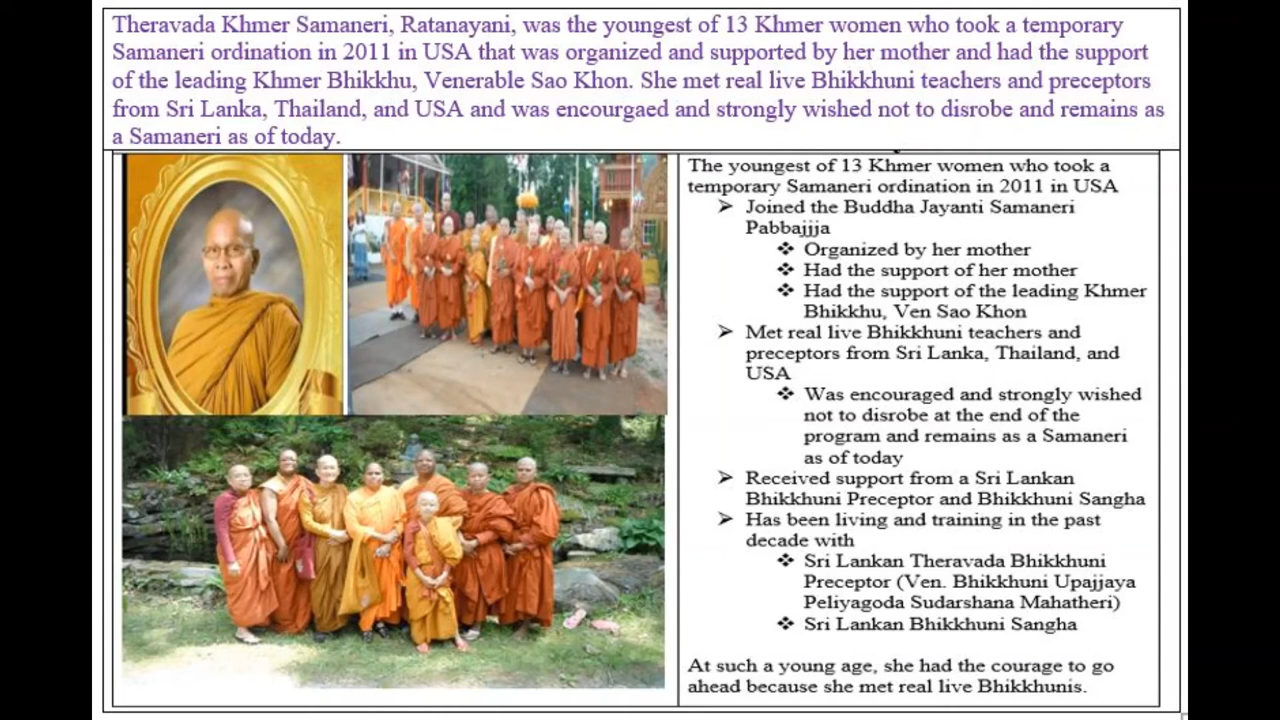 Theravada Khmer Samaneri, Ratanayani, was the youngest of 13 Khmer women who took a temporary
Samaneri ordination in 2011 in USA that was organized and supported by her mother and had the support
of the leading Khmer Bhikkhu, Venerable Sao Khon. She met real live Bhikkhuni teachers and preceptors
from Sri Lanka, Thailand, and USA and was encourgaed and strongly wished not to disrobe and remains as
a Samaneri as of today.
The youngest of 13 Khmer women who took a
temporary Samaneri ordination in 2011 in USA
➢ Joined the Buddha Jayanti Samaneri
Pabbajjja
❖ Organized by her mother
❖ Had the support of her mother
❖ Had the support of the leading Khmer
Bhikkhu, Ven Sao Khon
➢ Met real live Bhikkhuni teachers and
preceptors from Sri Lanka, Thailand, and
USA
❖ Was encouraged and strongly wished
not to disrobe at the end of the
program and remains as a Samaneri
as of today
➢ Received support from a Sri Lankan
Bhikkhuni Preceptor and Bhikkhuni Sangha
➢ Has been living and training in the past
decade with
❖ Sri Lankan Theravada Bhikkhuni
Preceptor (Ven. Bhikkhuni Upajjaya
Peliyagoda Sudarshana Mahatheri)
❖ Sri Lankan Bhikkhuni Sangha
At such a young age, she had the courage to go
ahead because she met real live Bhikkhunis.